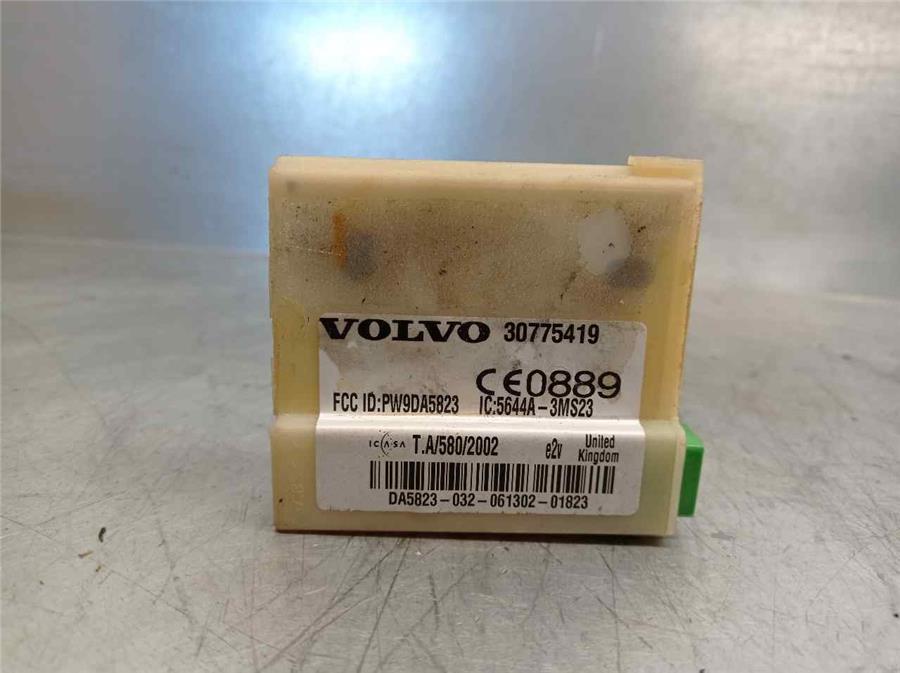 VOLVO 30775419
CE0889
FCC ID:PW9DA5823 IC:5644A-3MS23
ICASA T.A/580/2002 e2v United Kingdom
DA5823-032-061302-01823